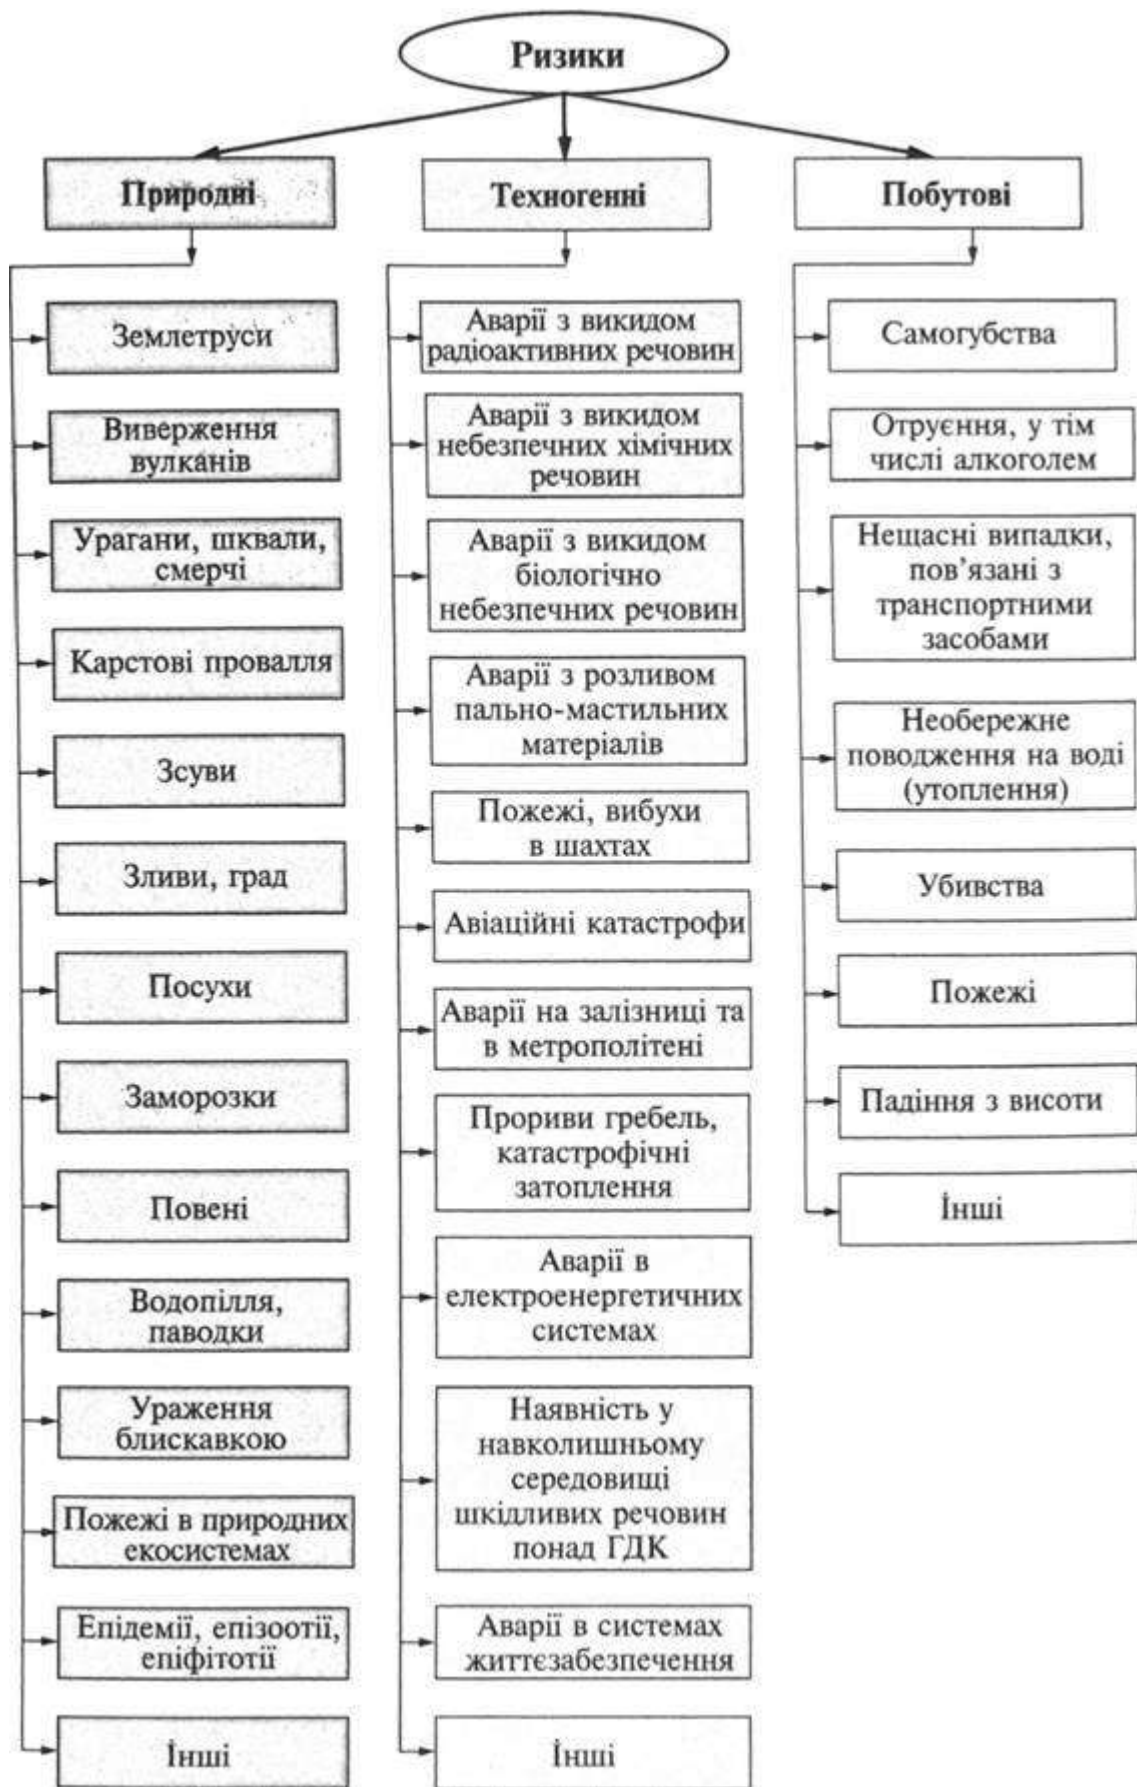 Ризики
Природні
Землетруси
Виверження
вулканів
Урагани, шквали,
смерчі
Карстові провалля
Зсуви
Зливи, град
Посухи
Заморозки
Повені
Водопілля,
паводки
Ураження
блискавкою
Пожежі в природних
екосистемах
Епідемії, епізоотії,
епіфітотії
Інші
Техногенні
Аварії з викидом
радіоактивних речовин
Аварії з викидом
небезпечних хімічних
речовин
Аварії з викидом
біологічно
небезпечних речовин
Аварії з розливом
пально-мастильних
матеріалів
Пожежі, вибухи
в шахтах
Авіаційні катастрофи
Аварії на залізниці та
в метрополітені
Прориви гребель,
катастрофічні
затоплення
Аварії в
електроенергетичних
системах
Наявність у
навколишньому
середовищі
шкідливих речовин
понад ГДК
Аварії в системах
життєзабезпечення
Інші
Побутові
Самогубства
Отруєння, у тім
числі алкоголем
Нещасні випадки,
пов’язані з
транспортними
засобами
Необережне
поводження на воді
(утоплення)
Убивства
Пожежі
Падіння з висоти
Інші